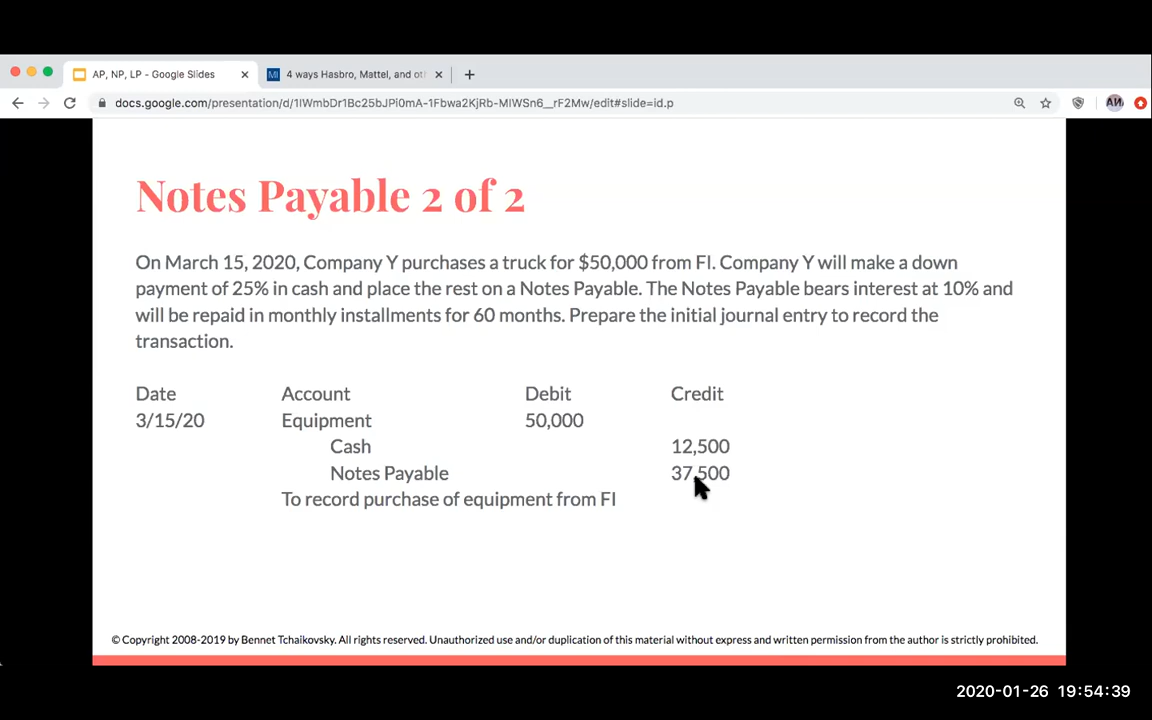 AP, NP, LP - Google Slides
4 ways Hasbro, Mattel, and oth
docs.google.com/presentation/d/1IWmbDr1Bc25bJPi0mA-1Fbwa2KjRb-MIWSn6__rF2Mw/edit#slide=id.p
Notes Payable 2 of 2
On March 15, 2020, Company Y purchases a truck for $50,000 from FI. Company Y will make a down
payment of 25% in cash and place the rest on a Notes Payable. The Notes Payable bears interest at 10% and
will be repaid in monthly installments for 60 months. Prepare the initial journal entry to record the
transaction.
Date Account Debit Credit
3/15/20 Equipment 50,000
Cash 12,500
Notes Payable 37,500
To record purchase of equipment from FI
© Copyright 2008-2019 by Bennet Tchaikovsky. All rights reserved. Unauthorized use and/or duplication of this material without express and written permission from the author is strictly prohibited.
2020-01-26 19:54:39